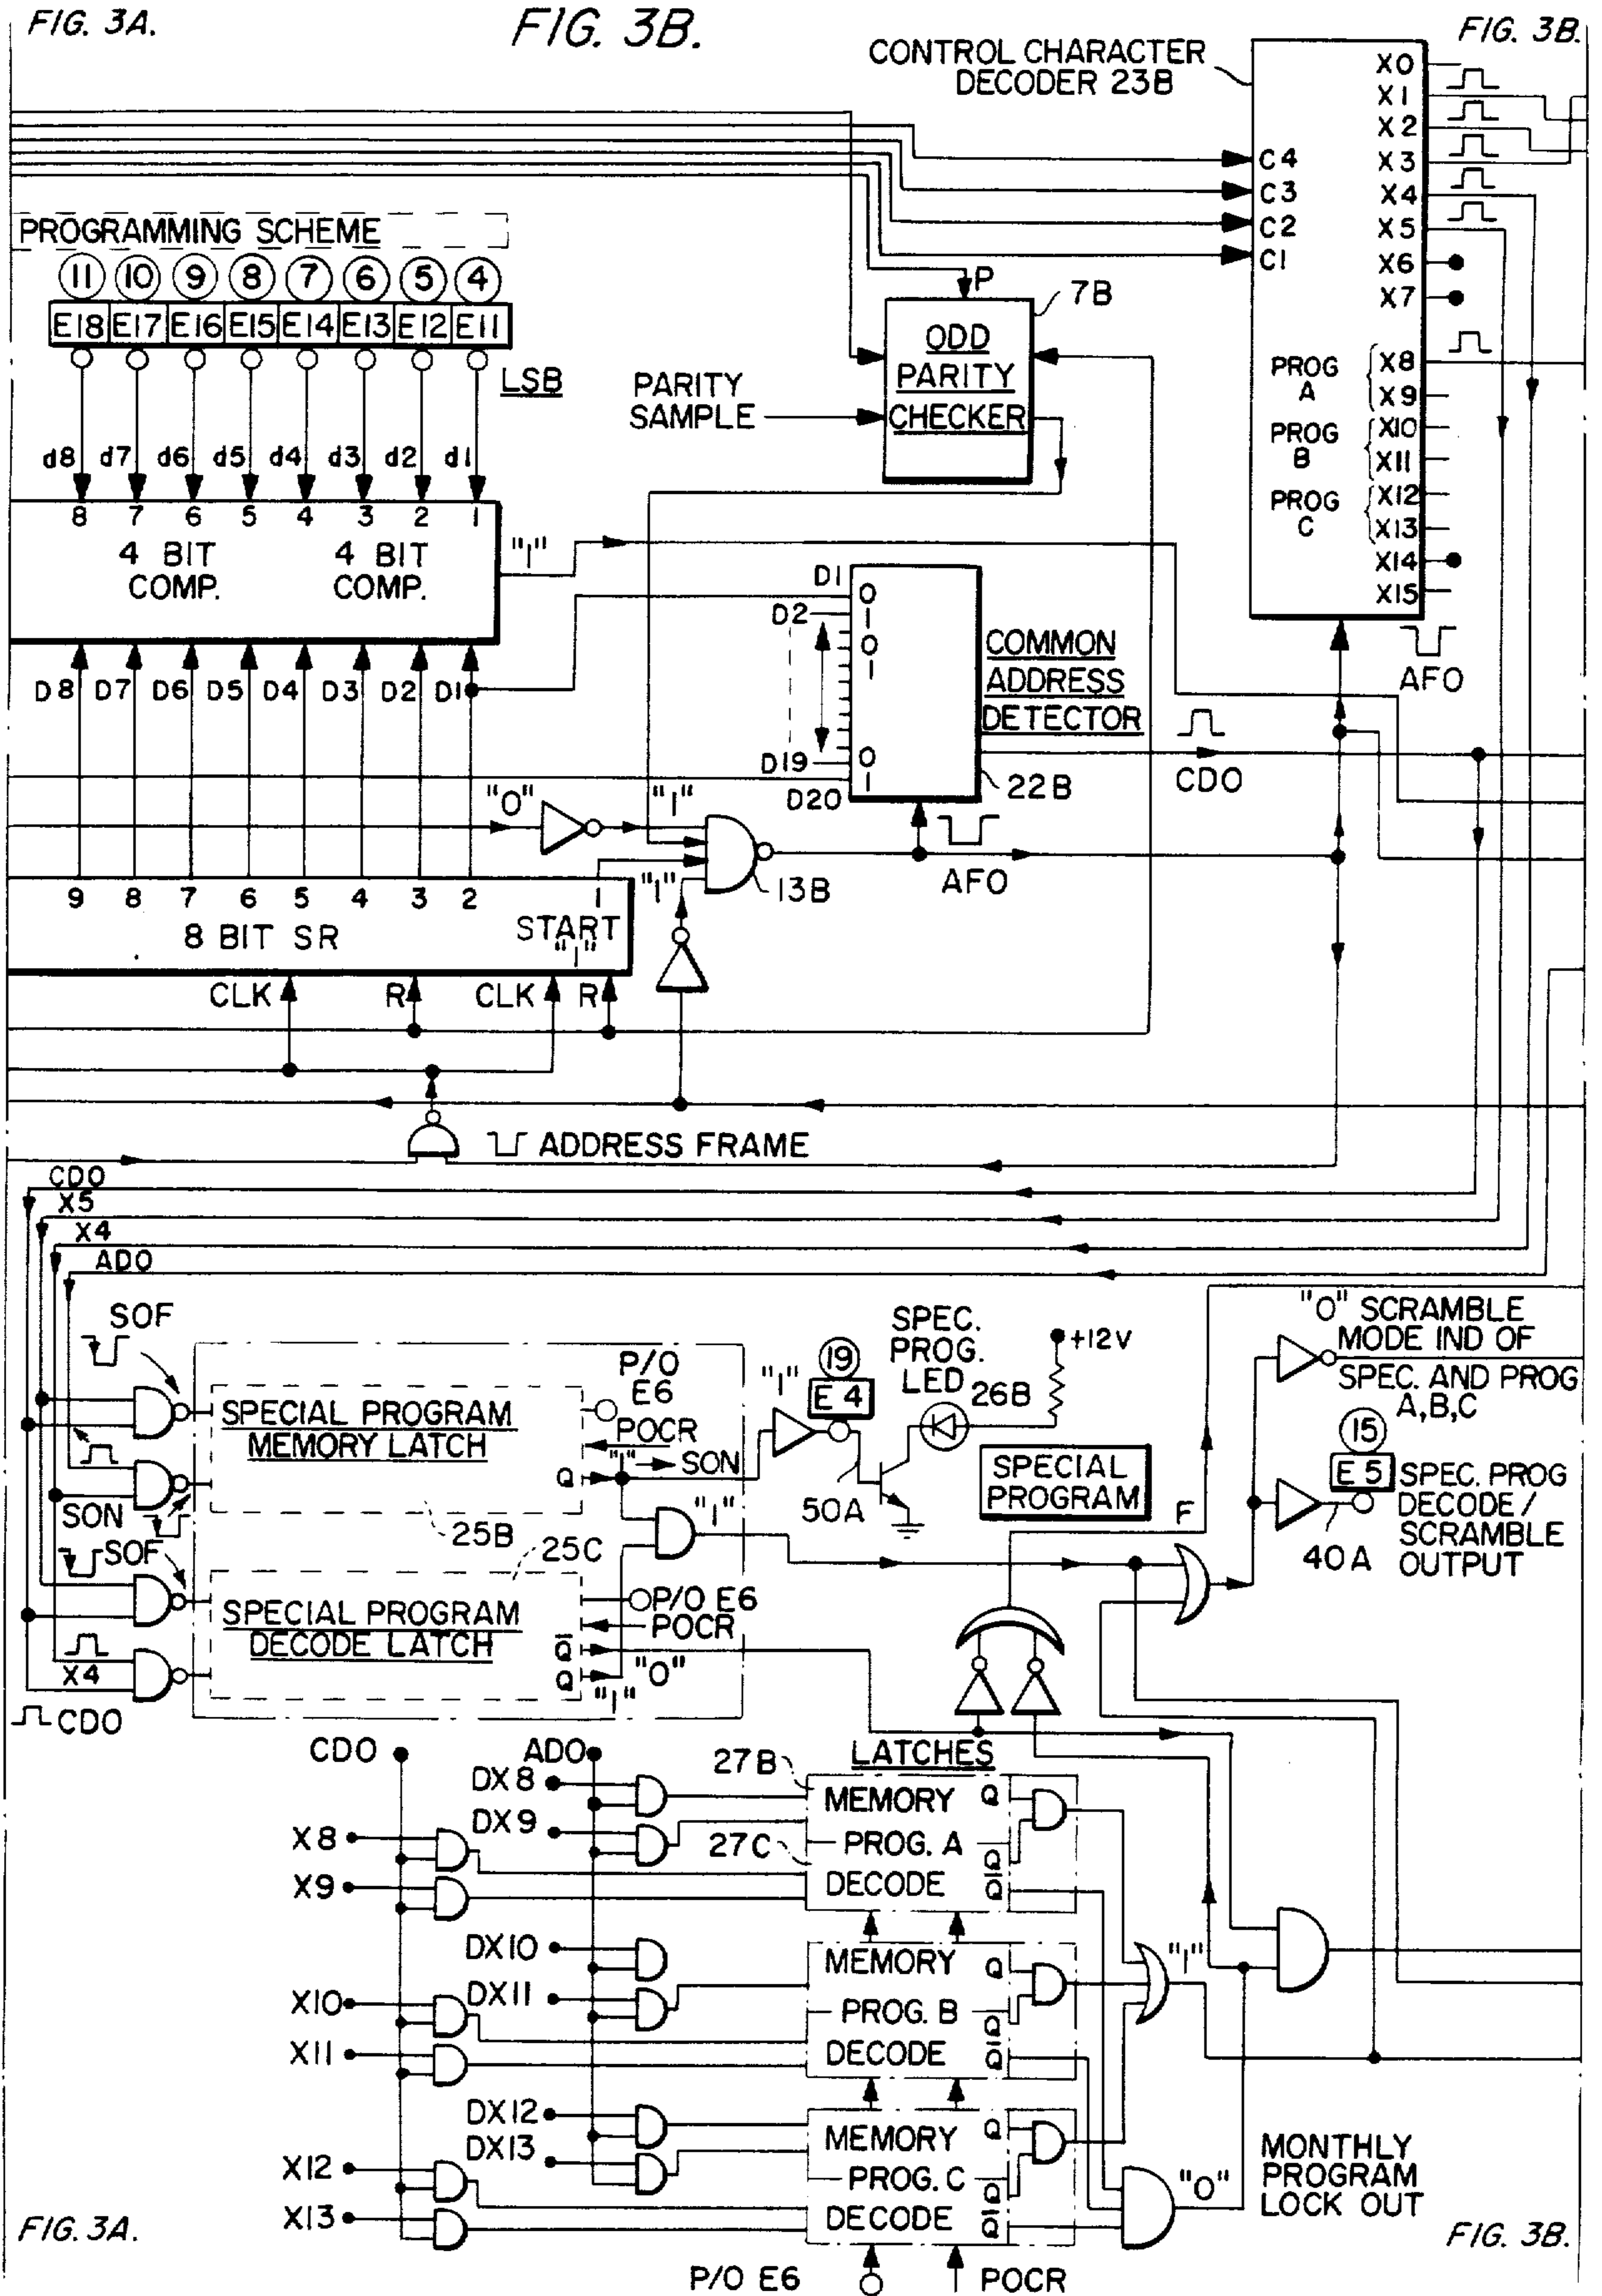 FIG. 3A.
FIG. 3B.
FIG. 3B.
CONTROL CHARACTER
DECODER 23B
X0
X1
X2
X3
X4
X5
X6
X7
X8
X9
X10
X11
X12
X13
X14
X15
C4
C3
C2
C1
PROG
A
PROG
B
PROG
C
PROGRAMMING SCHEME
11 10 9 8 7 6 5 4
E18 E17 E16 E15 E14 E13 E12 E11
LSB
P
7B
ODD
PARITY
CHECKER
PARITY
SAMPLE
d8 d7 d6 d5 d4 d3 d2 d1
8 7 6 5 4 3 2 1
4 BIT
COMP.
4 BIT
COMP.
"1"
D8 D7 D6 D5 D4 D3 D2 D1
D1
D2
D19
D20
0
1
0
1
0
1
COMMON
ADDRESS
DETECTOR
22B
CDO
AFO
"0"
"1"
"1"
13B
AFO
9 8 7 6 5 4 3 2 1
8 BIT SR
START
"1"
CLK R CLK R
ADDRESS FRAME
CDO
X5
X4
ADO
SOF
SON
SOF
X4
CDO
SPECIAL PROGRAM
MEMORY LATCH
P/O
E6
POCR
"1"
SON
Q
25B
25C
SPECIAL PROGRAM
DECODE LATCH
P/O E6
POCR
Q̅
Q
"0"
"1"
"1"
"1"
19
E4
50A
SPEC.
PROG.
LED
26B
+12V
SPECIAL
PROGRAM
F
"0" SCRAMBLE
MODE IND OF
SPEC. AND PROG
A,B,C
15
E5
SPEC. PROG
DECODE/
SCRAMBLE
OUTPUT
40A
CDO
ADO
LATCHES
27B
27C
DX8
DX9
X8
X9
MEMORY
PROG. A
DECODE
Q
Q
Q̅
DX10
DX11
X10
X11
MEMORY
PROG. B
DECODE
Q
Q
Q̅
"1"
DX12
DX13
X12
X13
MEMORY
PROG. C
DECODE
Q
Q
Q̅
"0"
MONTHLY
PROGRAM
LOCK OUT
P/O E6
POCR
FIG. 3A.
FIG. 3B.